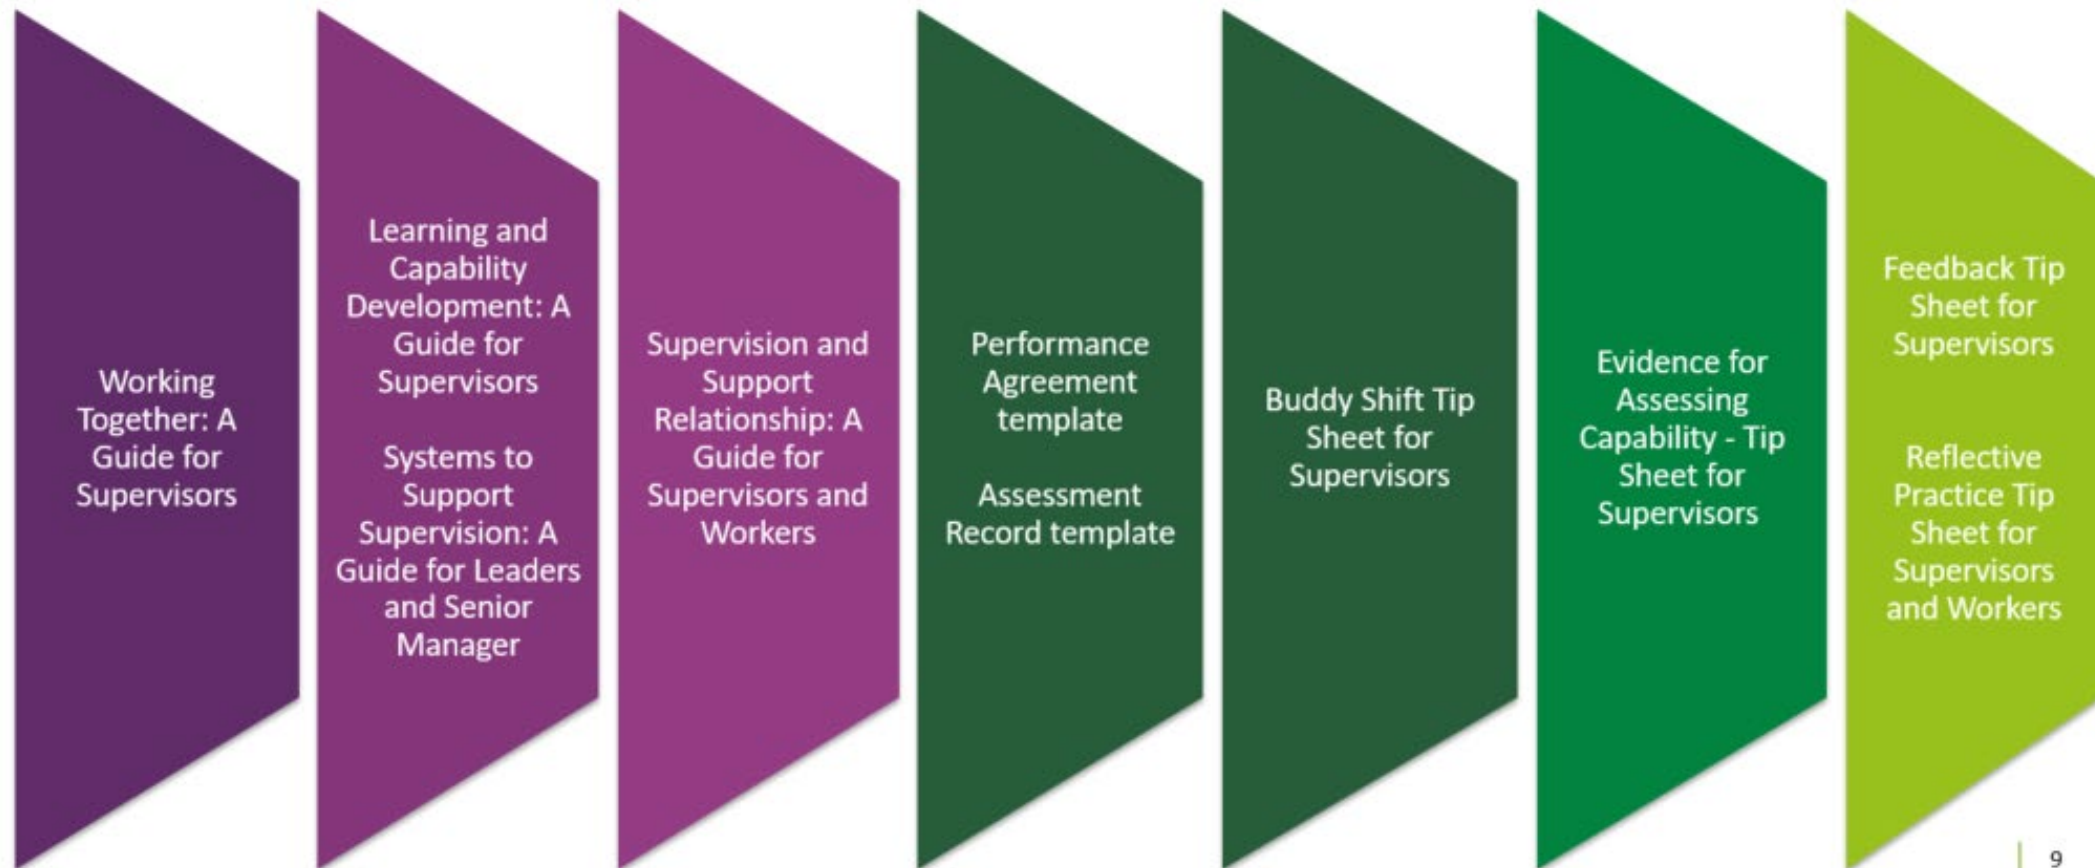 Working
Together: A
Guide for
Supervisors
Learning and
Capability
Development: A
Guide for
Supervisors
Systems to
Support
Supervision: A
Guide for Leaders
and Senior
Manager
Supervision and
Support
Relationship: A
Guide for
Supervisors and
Workers
Performance
Agreement
template
Assessment
Record template
Buddy Shift Tip
Sheet for
Supervisors
Evidence for
Assessing
Capability - Tip
Sheet for
Supervisors
Feedback Tip
Sheet for
Supervisors
Reflective
Practice Tip
Sheet for
Supervisors
and Workers
9